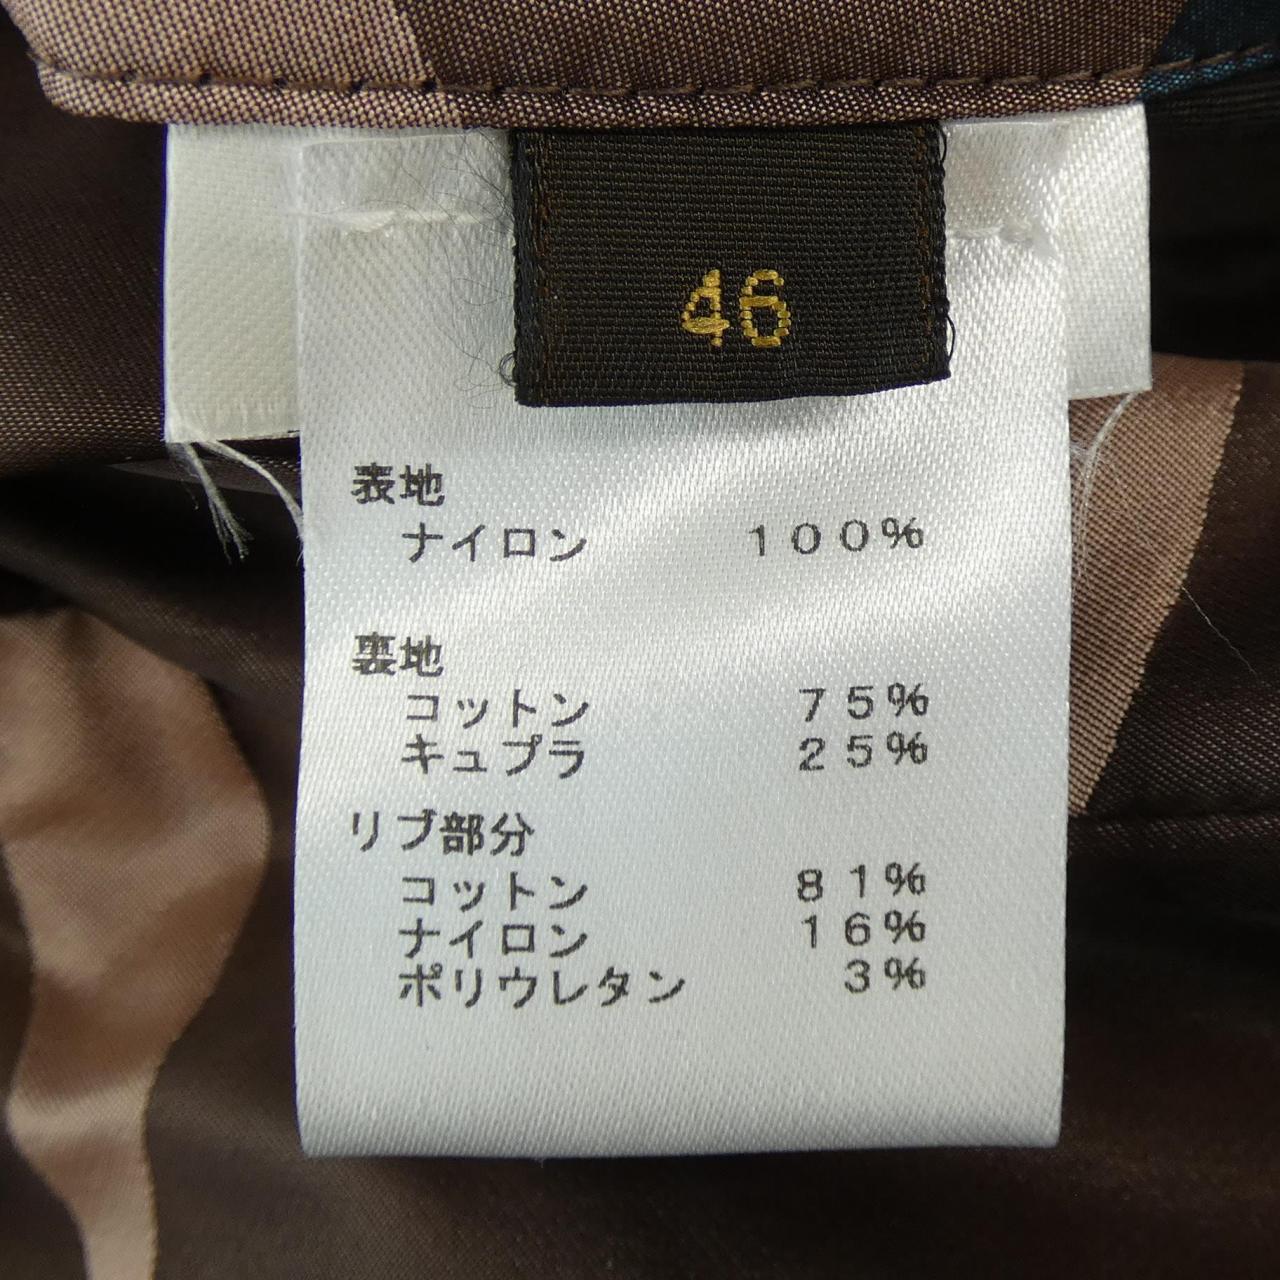 46
表地
ナイロン 100%
裏地
コットン 75%
キュプラ 25%
リブ部分
コットン 81%
ナイロン 16%
ポリウレタン 3%